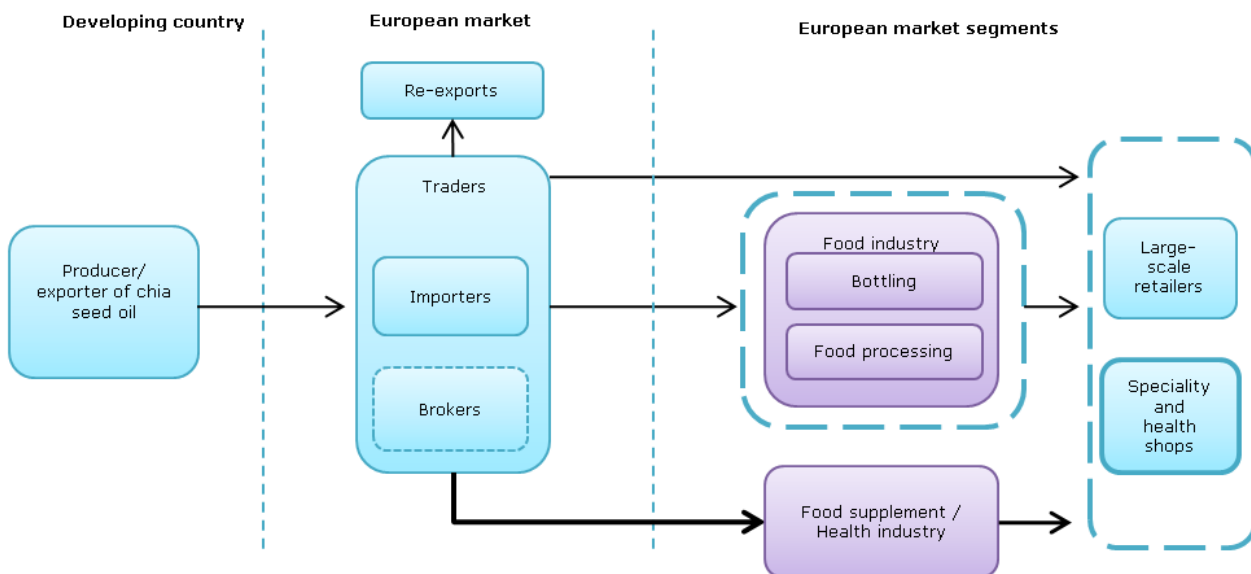 Developing country
European market
European market segments
Re-exports
Traders
Producer/
exporter of chia
seed oil
Importers
Brokers
Food industry
Bottling
Food processing
Food supplement /
Health industry
Large-
scale
retailers
Speciality
and
health
shops